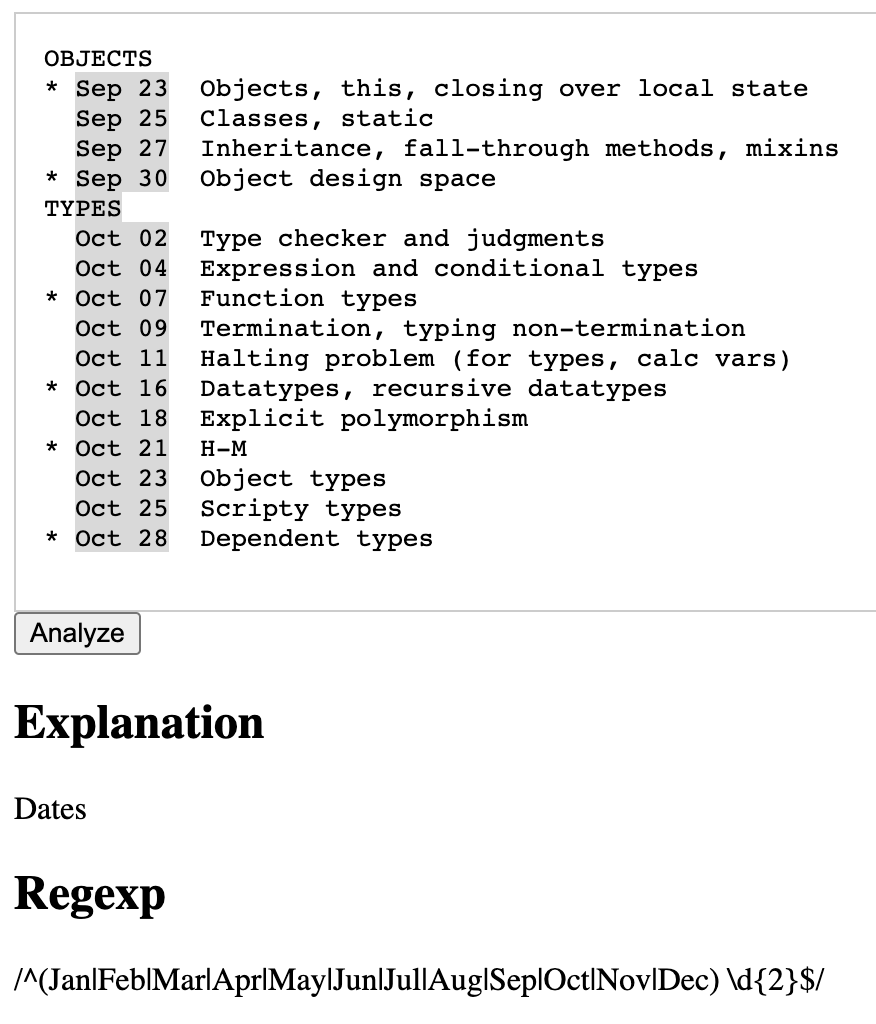 OBJECTS
* Sep 23  Objects, this, closing over local state
  Sep 25  Classes, static
  Sep 27  Inheritance, fall-through methods, mixins
* Sep 30  Object design space
TYPES
  Oct 02  Type checker and judgments
  Oct 04  Expression and conditional types
* Oct 07  Function types
  Oct 09  Termination, typing non-termination
  Oct 11  Halting problem (for types, calc vars)
* Oct 16  Datatypes, recursive datatypes
  Oct 18  Explicit polymorphism
* Oct 21  H-M
  Oct 23  Object types
  Oct 25  Scripty types
* Oct 28  Dependent types
Analyze
Explanation
Dates
Regexp
/^(Jan|Feb|Mar|Apr|May|Jun|Jul|Aug|Sep|Oct|Nov|Dec) \d{2}$/